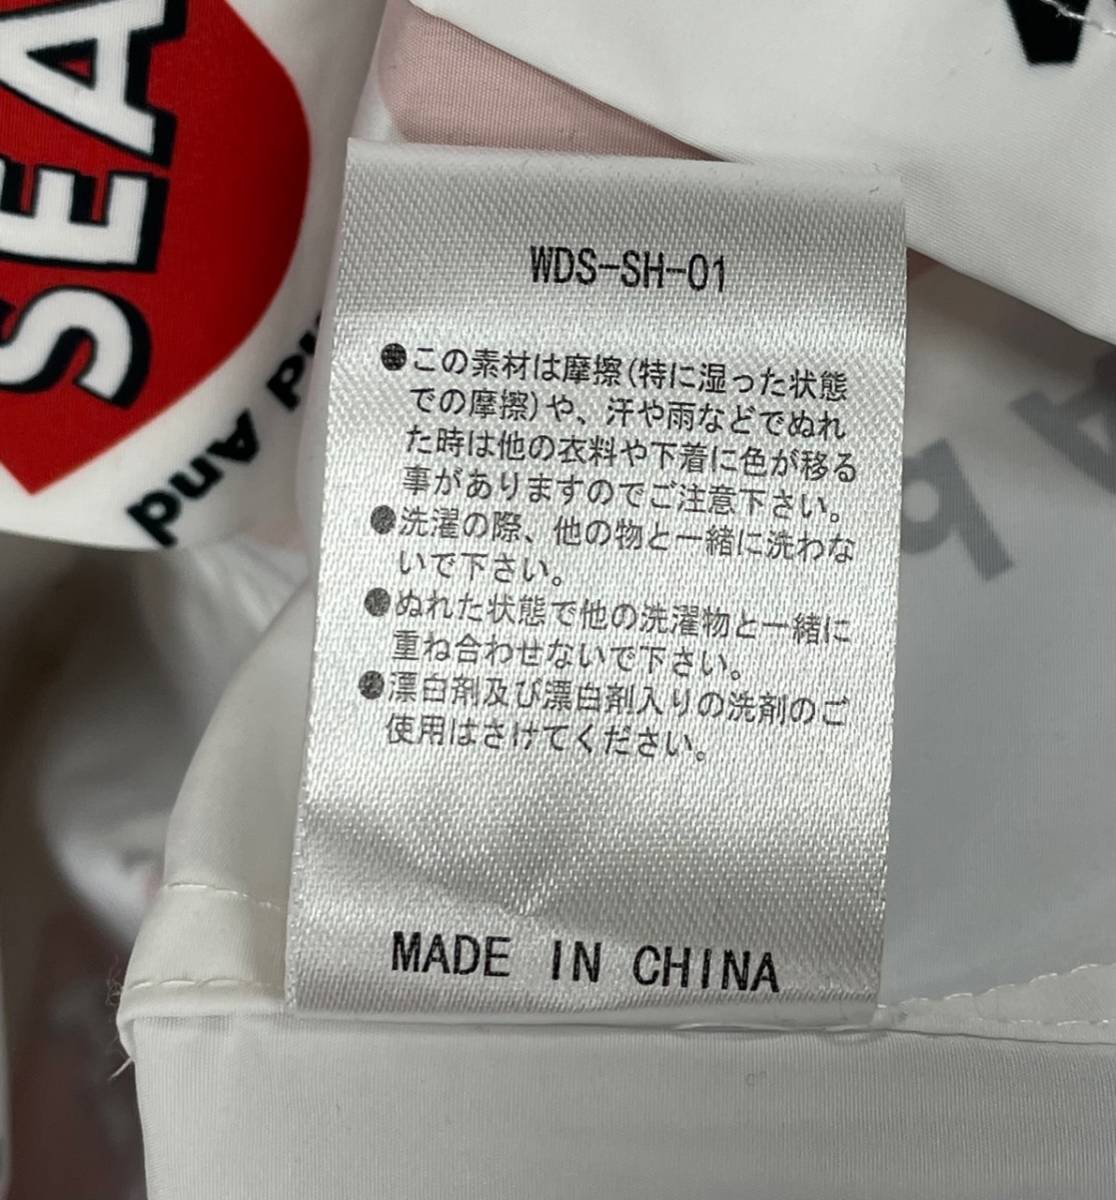 SEA
And
WDS-SH-01
●この素材は摩擦(特に湿った状態
での摩擦)や、汗や雨などでぬれ
た時は他の衣料や下着に色が移る
事がありますのでご注意下さい。
●洗濯の際、他の物と一緒に洗わな
いで下さい。
●ぬれた状態で他の洗濯物と一緒に
重ね合わせないで下さい。
●漂白剤及び漂白剤入りの洗剤のご
使用はさけてください。
MADE IN CHINA